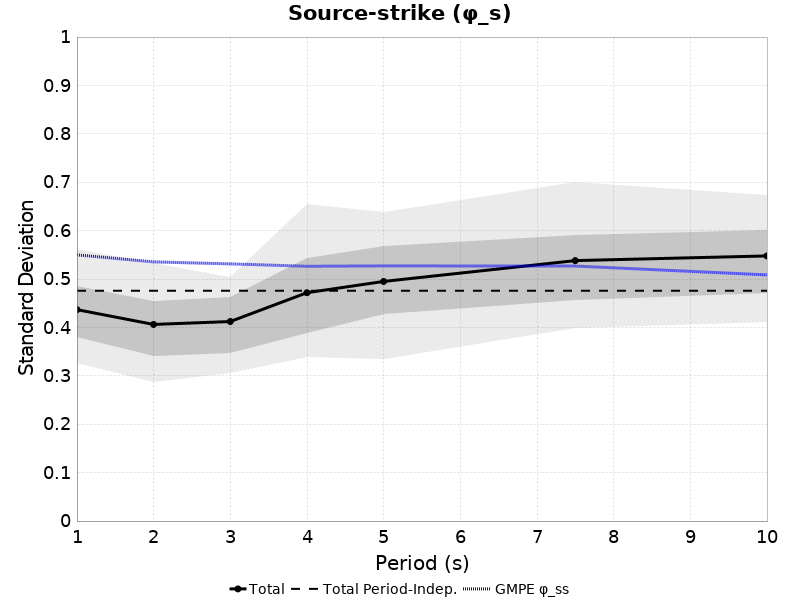 Source-strike (φ_s)
1
0.9
0.8
0.7
0.6
0.5
0.4
0.3
0.2
0.1
0
Standard Deviation
1 2 3 4 5 6 7 8 9 10
Period (s)
Total Total Period-Indep. GMPE φ_ss